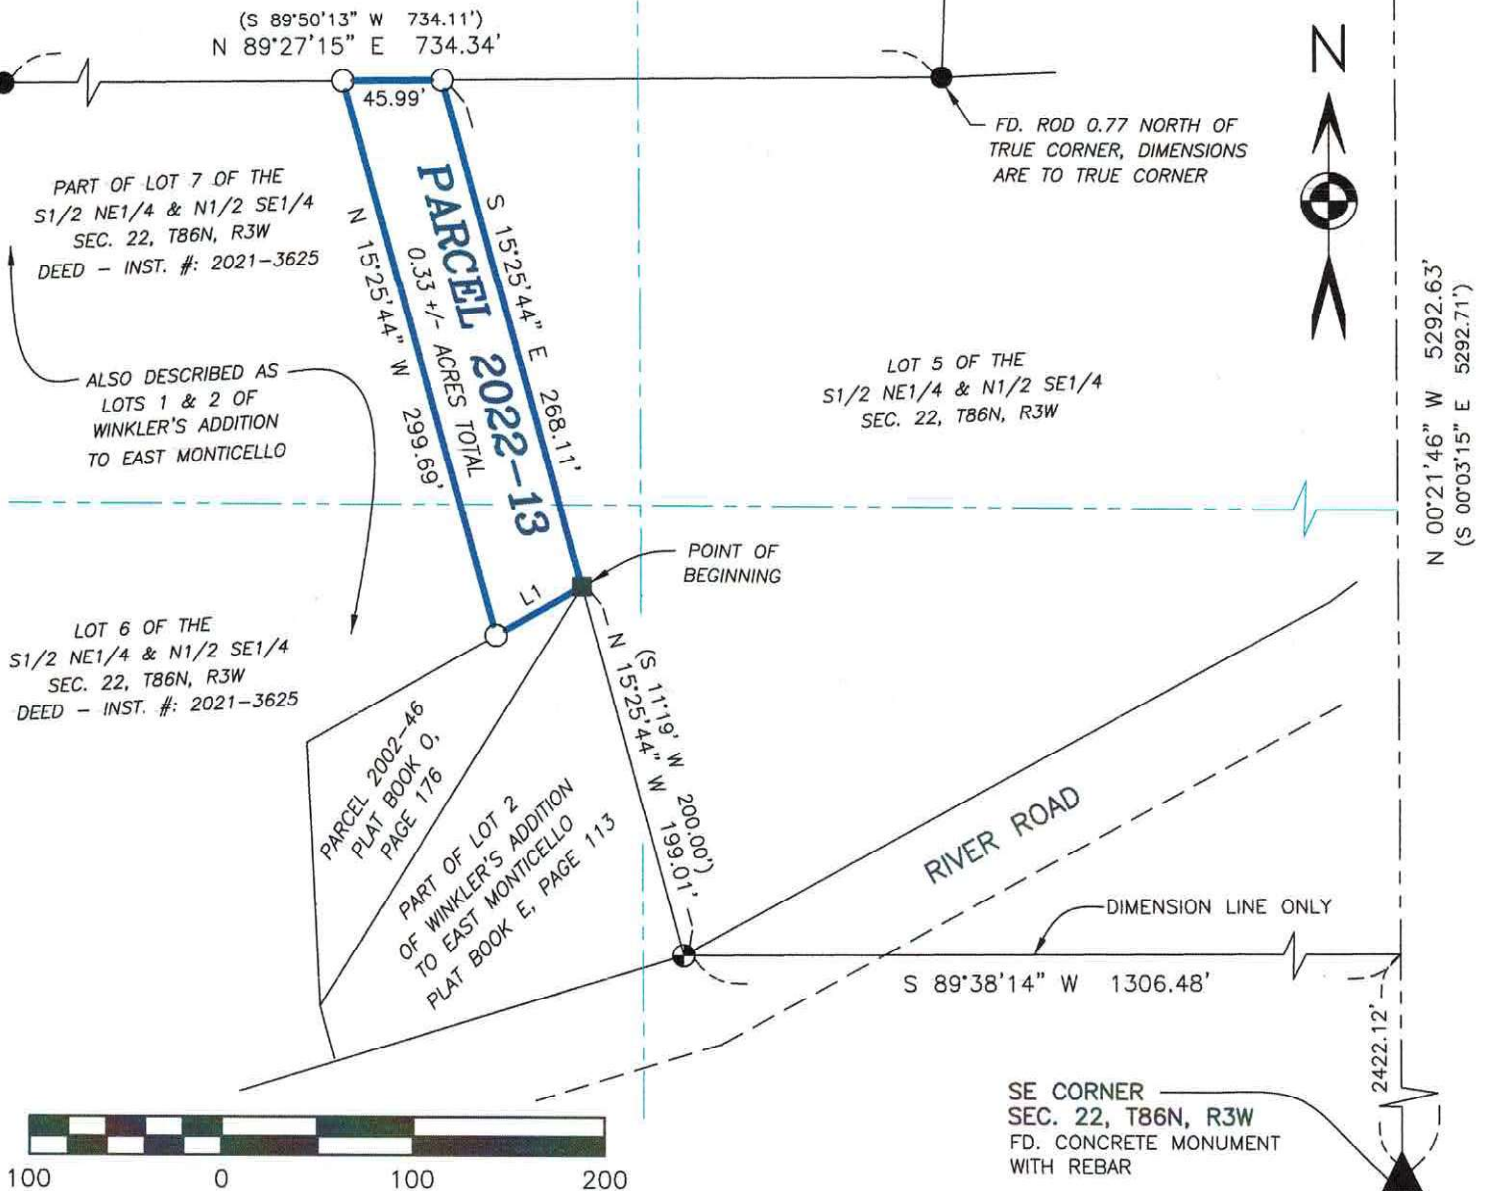 (S 89°50'13" W 734.11')
N 89°27'15" E 734.34'
45.99'
N
FD. ROD 0.77 NORTH OF
TRUE CORNER, DIMENSIONS
ARE TO TRUE CORNER
PART OF LOT 7 OF THE
S1/2 NE1/4 & N1/2 SE1/4
SEC. 22, T86N, R3W
DEED – INST. #: 2021–3625
N 15°25'44" W 299.69'
PARCEL 2022–13
0.33 +/- ACRES TOTAL
S 15°25'44" E 268.11'
N 00°21'46" W 5292.63'
(S 00°03'15" E 5292.71')
ALSO DESCRIBED AS
LOTS 1 & 2 OF
WINKLER'S ADDITION
TO EAST MONTICELLO
LOT 5 OF THE
S1/2 NE1/4 & N1/2 SE1/4
SEC. 22, T86N, R3W
POINT OF
BEGINNING
L1
LOT 6 OF THE
S1/2 NE1/4 & N1/2 SE1/4
SEC. 22, T86N, R3W
DEED – INST. #: 2021–3625
(S 11°19' W 200.00')
N 15°25'44" W 199.01'
PARCEL 2002–46
PLAT BOOK O,
PAGE 176
PART OF LOT 2
OF WINKLER'S ADDITION
TO EAST MONTICELLO
PLAT BOOK E, PAGE 113
RIVER ROAD
DIMENSION LINE ONLY
S 89°38'14" W 1306.48'
2422.12'
SE CORNER
SEC. 22, T86N, R3W
FD. CONCRETE MONUMENT
WITH REBAR
100 0 100 200